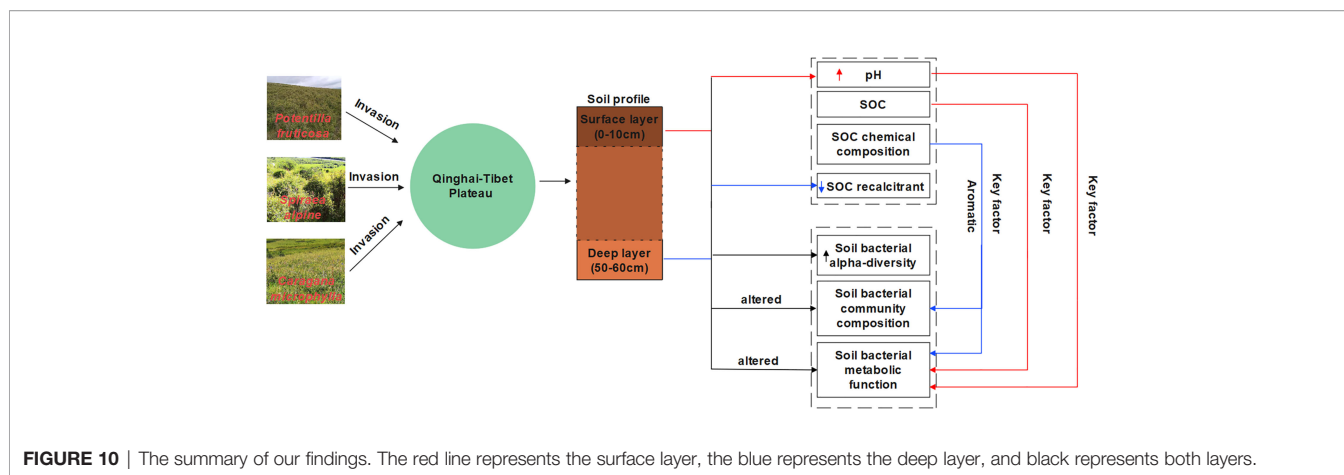 Potentilla
fruticosa
Invasion
Spiraea
alpine
Invasion
Caragana
microphylla
Invasion
Qinghai-Tibet
Plateau
Soil profile
Surface layer
(0-10cm)
Deep layer
(50-60cm)
altered
altered
↑ pH
SOC
SOC chemical
composition
↓ SOC recalcitrant
↑ Soil bacterial
alpha-diversity
Soil bacterial
community
composition
Soil bacterial
metabolic
function
Aromatic
Key factor
Key factor
Key factor
FIGURE 10 | The summary of our findings. The red line represents the surface layer, the blue represents the deep layer, and black represents both layers.